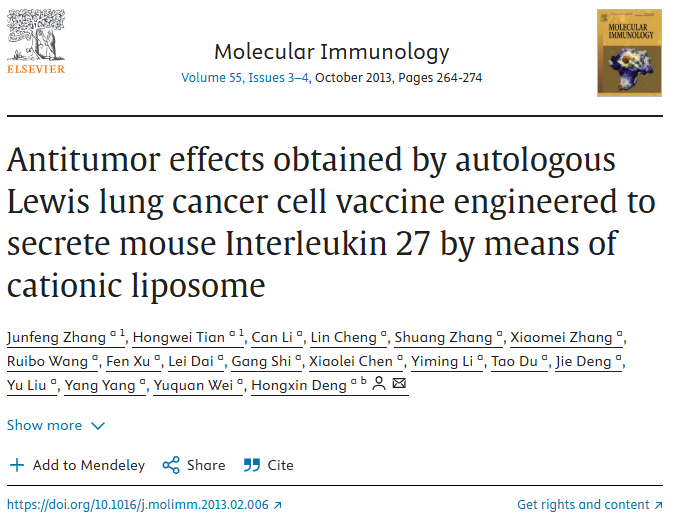 ELSEVIER
Molecular Immunology
Volume 55, Issues 3–4, October 2013, Pages 264-274
MOLECULAR
IMMUNOLOGY
Antitumor effects obtained by autologous
Lewis lung cancer cell vaccine engineered to
secrete mouse Interleukin 27 by means of
cationic liposome
Junfeng Zhang a 1, Hongwei Tian a 1, Can Li a, Lin Cheng a, Shuang Zhang a, Xiaomei Zhang a,
Ruibo Wang a, Fen Xu a, Lei Dai a, Gang Shi a, Xiaolei Chen a, Yiming Li a, Tao Du a, Jie Deng a,
Yu Liu a, Yang Yang a, Yuquan Wei a, Hongxin Deng a b
Show more
Add to Mendeley Share Cite
https://doi.org/10.1016/j.molimm.2013.02.006 Get rights and content